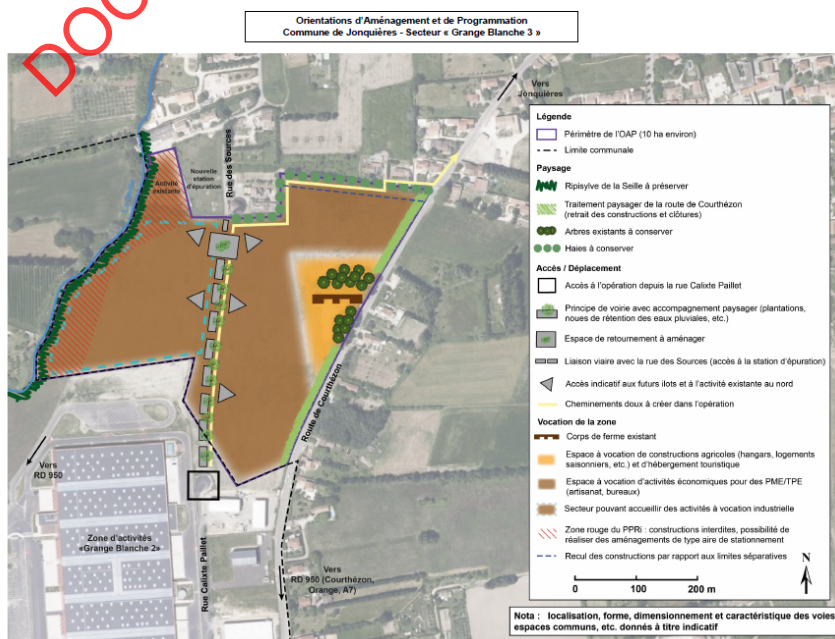 DOC
Orientations d'Aménagement et de Programmation
Commune de Jonquières - Secteur « Grange Blanche 3 »
Vers
Jonquières
Rue des Sources
Nouvelle
station
d'épuration
Activité
existante
Route de Courthézon
Vers
RD 950
Zone d'activités
«Grange Blanche 2»
Rue Calixte Paillet
Vers
RD 950 (Courthézon,
Orange, A7)
Légende
Périmètre de l'OAP (10 ha environ)
Limite communale
Paysage
Ripisylve de la Seille à préserver
Traitement paysager de la route de Courthézon
(retrait des constructions et clôtures)
Arbres existants à conserver
Haies à conserver
Accès / Déplacement
Accès à l'opération depuis la rue Calixte Paillet
Principe de voirie avec accompagnement paysager (plantations,
noues de rétention des eaux pluviales, etc.)
Espace de retournement à aménager
Liaison viaire avec la rue des Sources (accès à la station d'épuration)
Accès indicatif aux futurs ilots et à l'activité existante au nord
Cheminements doux à créer dans l'opération
Vocation de la zone
Corps de ferme existant
Espace à vocation de constructions agricoles (hangars, logements
saisonniers, etc.) et d'hébergement touristique
Espace à vocation d'activités économiques pour des PME/TPE
(artisanat, bureaux)
Secteur pouvant accueillir des activités à vocation industrielle
Zone rouge du PPRi : constructions interdites, possibilité de
réaliser des aménagements de type aire de stationnement
Recul des constructions par rapport aux limites séparatives
N
0 100 200 m
Nota : localisation, forme, dimensionnement et caractéristique des voies
espaces communs, etc. donnés à titre indicatif